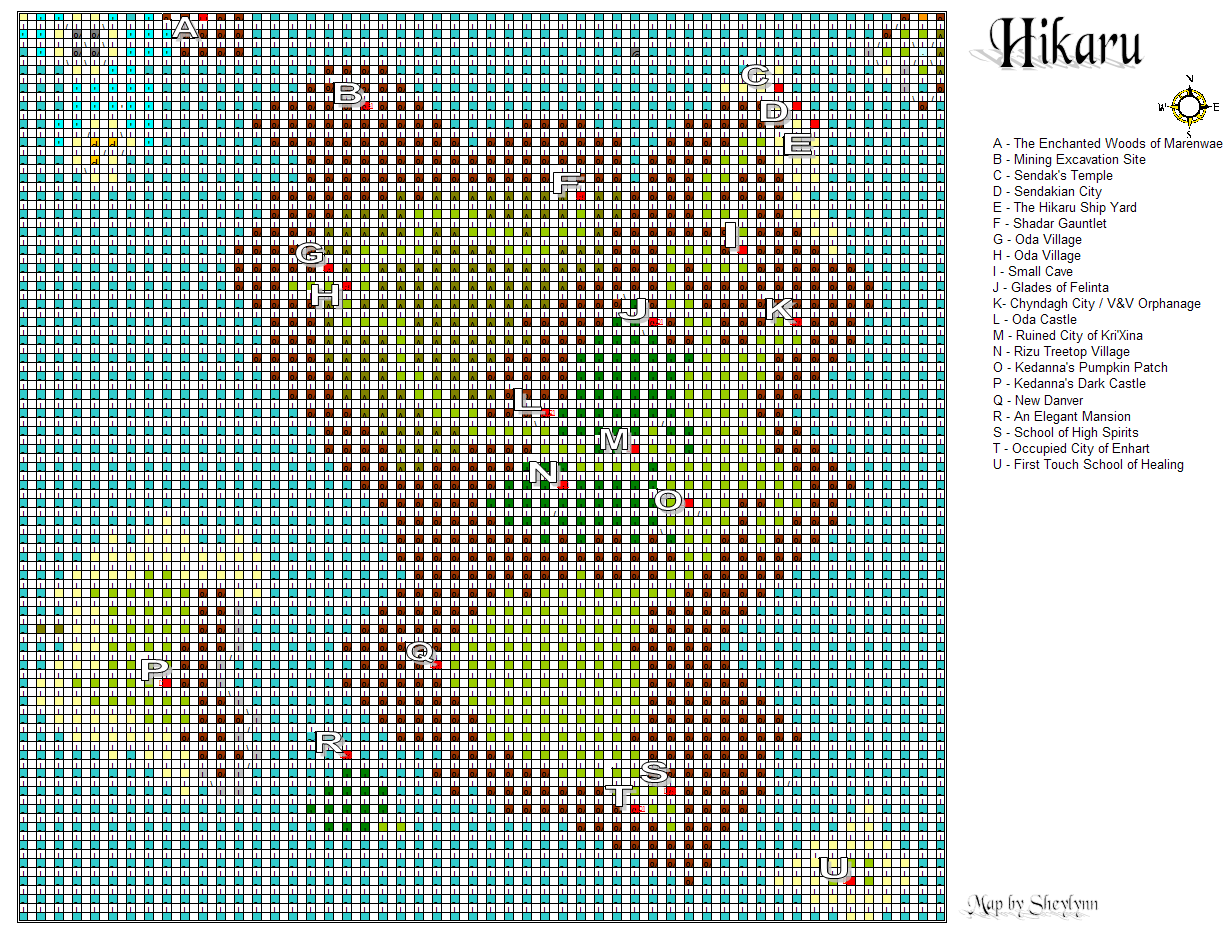 Hikaru
N
W E
S
A - The Enchanted Woods of Marenwae
B - Mining Excavation Site
C - Sendak's Temple
D - Sendakian City
E - The Hikaru Ship Yard
F - Shadar Gauntlet
G - Oda Village
H - Oda Village
I - Small Cave
J - Glades of Felinta
K- Chyndagh City / V&V Orphanage
L - Oda Castle
M - Ruined City of Kri'Xina
N - Rizu Treetop Village
O - Kedanna's Pumpkin Patch
P - Kedanna's Dark Castle
Q - New Danver
R - An Elegant Mansion
S - School of High Spirits
T - Occupied City of Enhart
U - First Touch School of Healing
A
B
C
D
E
F
G
H
I
J
K
L
M
N
O
P
Q
R
S
T
U
Map by Sheylynn